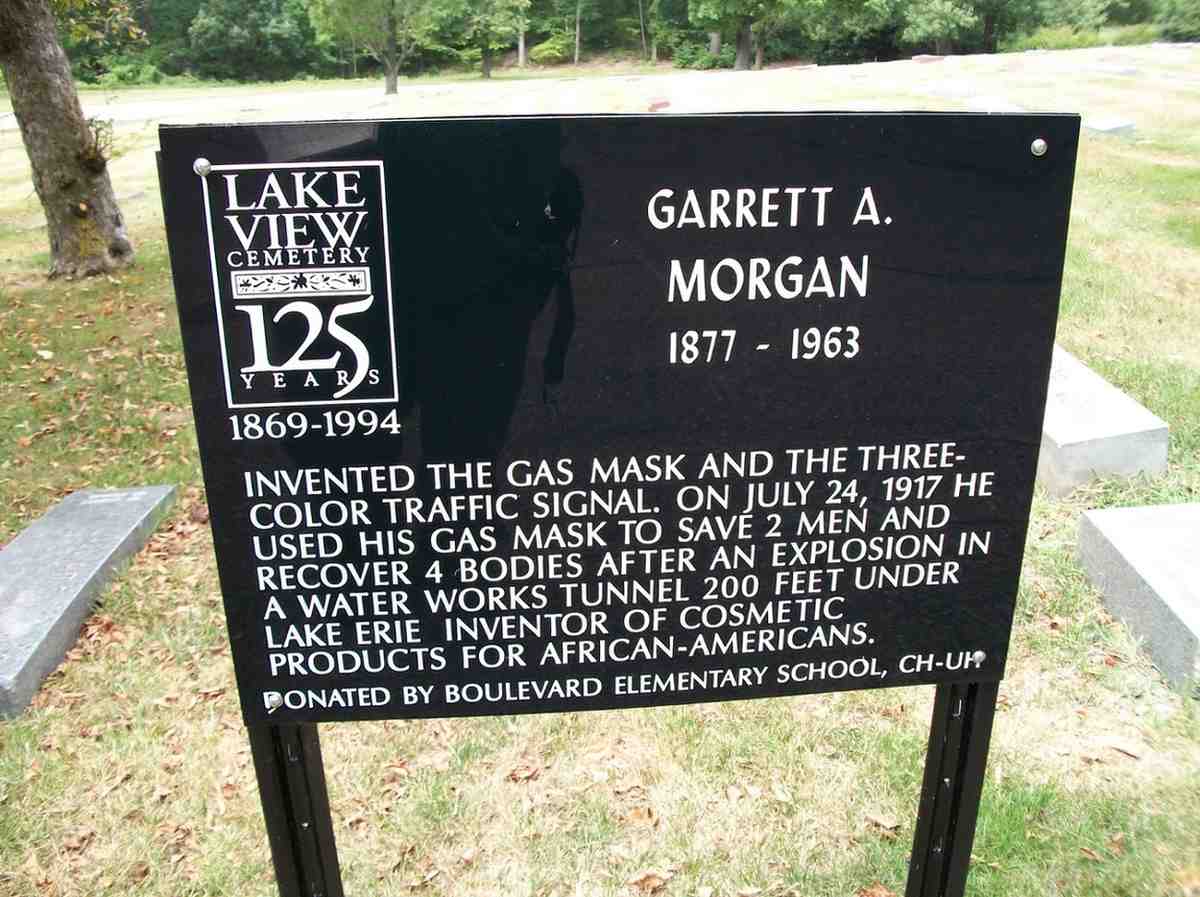 LAKE
VIEW
CEMETERY
125
YEARS
1869-1994
GARRETT A.
MORGAN
1877 - 1963
INVENTED THE GAS MASK AND THE THREE-
COLOR TRAFFIC SIGNAL. ON JULY 24, 1917 HE
USED HIS GAS MASK TO SAVE 2 MEN AND
RECOVER 4 BODIES AFTER AN EXPLOSION IN
A WATER WORKS TUNNEL 200 FEET UNDER
LAKE ERIE INVENTOR OF COSMETIC
PRODUCTS FOR AFRICAN-AMERICANS.
DONATED BY BOULEVARD ELEMENTARY SCHOOL, CH-UH